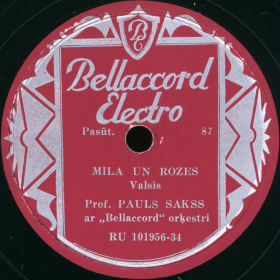 B
Bellaccord
Electro
Pasūt. 87
MILA UN ROZES
Valsis
Prof. PAULS SAKSS
ar „Bellaccord“ orķestri
RU 101956-34